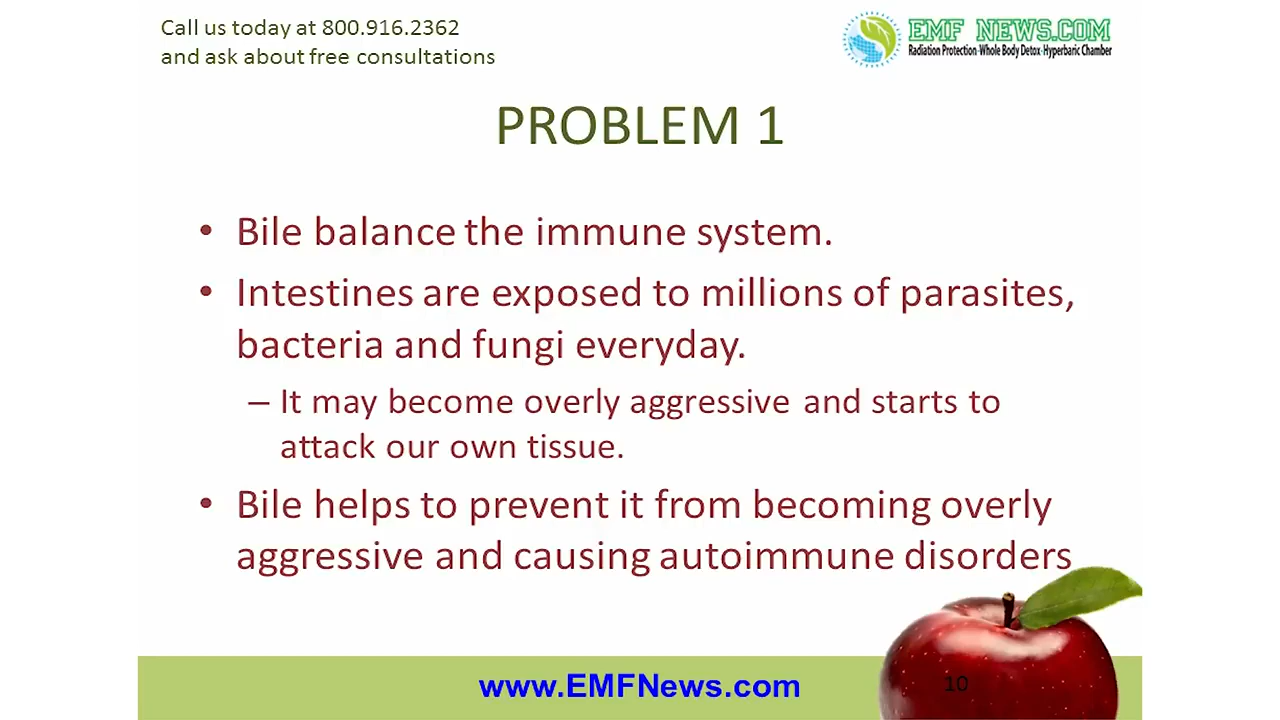 Call us today at 800.916.2362
and ask about free consultations
EMF NEWS.COM
Radiation Protection-Whole Body Detox-Hyperbaric Chamber
PROBLEM 1
• Bile balance the immune system.
• Intestines are exposed to millions of parasites,
bacteria and fungi everyday.
– It may become overly aggressive and starts to
attack our own tissue.
• Bile helps to prevent it from becoming overly
aggressive and causing autoimmune disorders
www.EMFNews.com
10